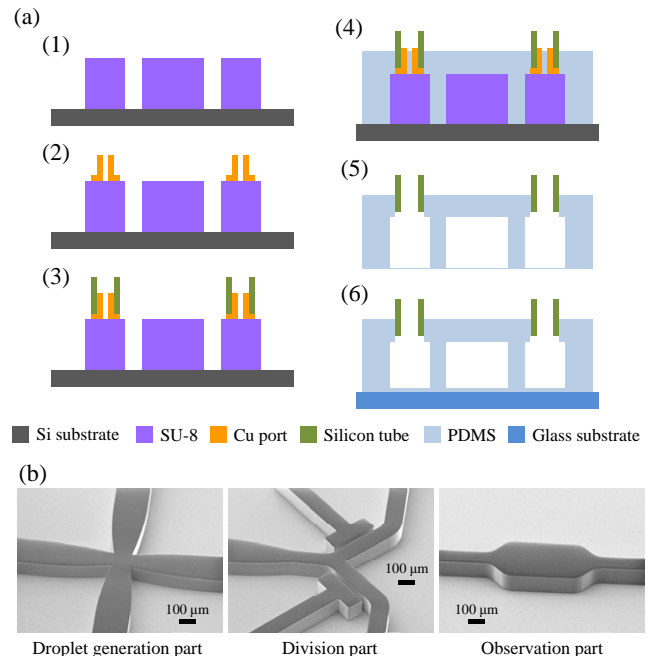 (a)
(1)
(2)
(3)
(4)
(5)
(6)
Si substrate SU-8 Cu port Silicon tube PDMS Glass substrate
(b)
100 μm 100 μm 100 μm
Droplet generation part Division part Observation part